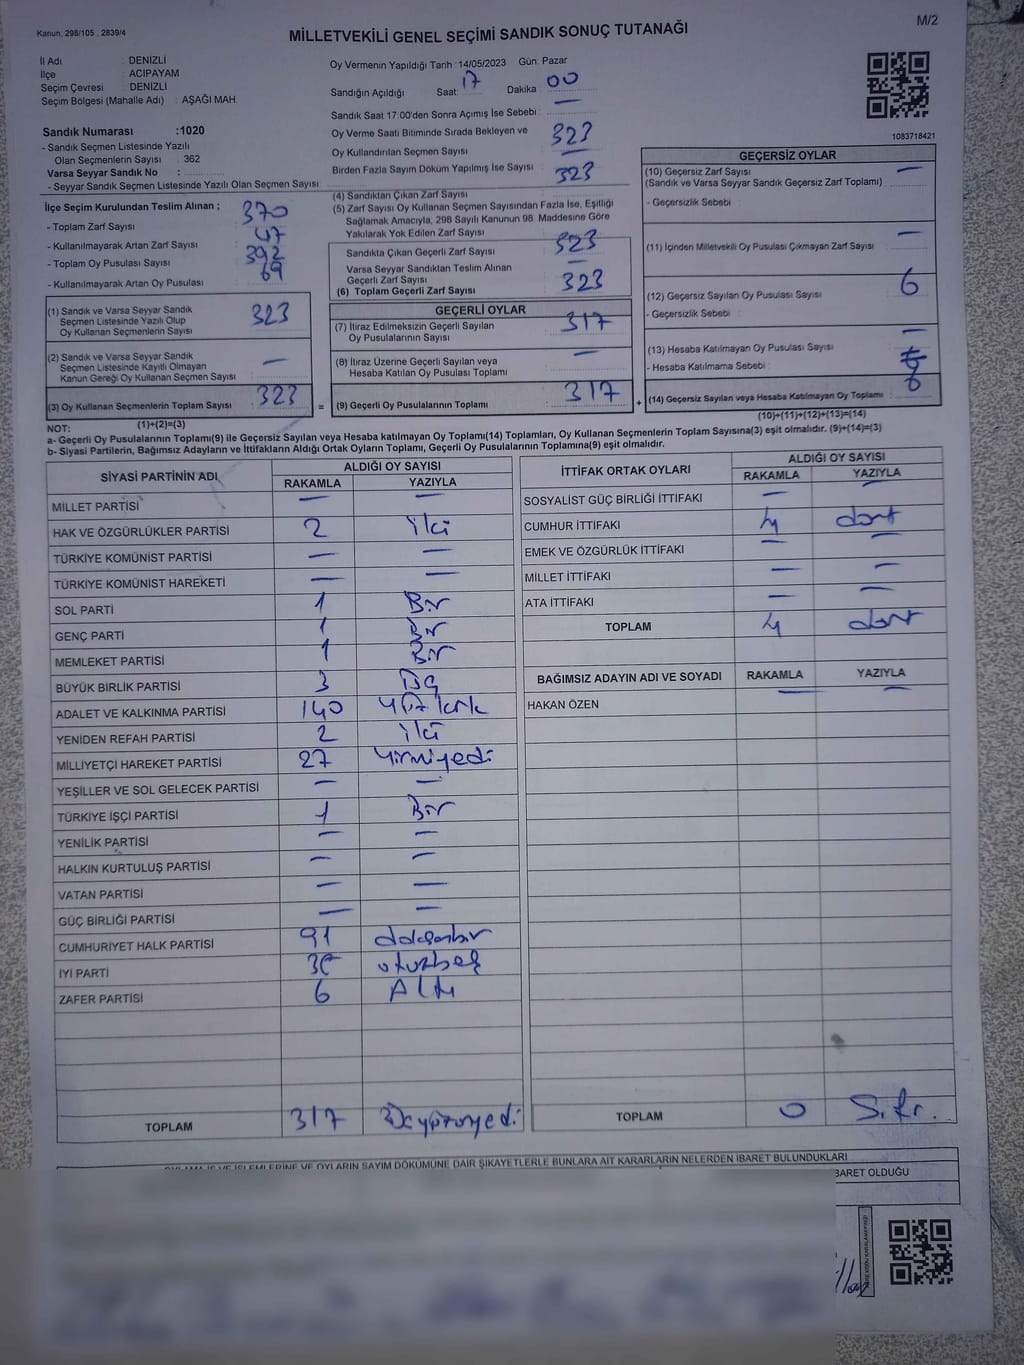 Kanun, 298/105 , 2839/4
MİLLETVEKİLİ GENEL SEÇİMİ SANDIK SONUÇ TUTANAĞI
M/2
İl Adı : DENİZLİ
İlçe : ACIPAYAM
Seçim Çevresi : DENİZLİ
Seçim Bölgesi (Mahalle Adı) : AŞAĞI MAH.
Sandık Numarası :1020
- Sandık Seçmen Listesinde Yazılı
Olan Seçmenlerin Sayısı : 362
Varsa Seyyar Sandık No :
- Seyyar Sandık Seçmen Listesinde Yazılı Olan Seçmen Sayısı :
Oy Vermenin Yapıldığı Tarih :14/05/2023 Gün: Pazar
Sandığın Açıldığı Saat: 17 Dakika : 00
Sandık Saat 17:00'den Sonra Açımış İse Sebebi : —
Oy Verme Saati Bitiminde Sırada Bekleyen ve
Oy Kullandırılan Seçmen Sayısı : 323
Birden Fazla Sayım Döküm Yapılmış İse Sayısı : —
1083718421
İlçe Seçim Kurulundan Teslim Alınan ;
- Toplam Zarf Sayısı : 370
- Kullanılmayarak Artan Zarf Sayısı : 47
- Toplam Oy Pusulası Sayısı : 392
- Kullanılmayarak Artan Oy Pusulası : 69
(1) Sandık ve Varsa Seyyar Sandık
Seçmen Listesinde Yazılı Olup
Oy Kullanan Seçmenlerin Sayısı : 323
(2) Sandık ve Varsa Seyyar Sandık
Seçmen Listesinde Kayıtlı Olmayan
Kanun Gereği Oy Kullanan Seçmen Sayısı : —
(3) Oy Kullanan Seçmenlerin Toplam Sayısı : 323
(1)+(2)=(3)
(4) Sandıktan Çıkan Zarf Sayısı : 323
(5) Zarf Sayısı Oy Kullanan Seçmen Sayısından Fazla İse, Eşitliği
Sağlamak Amacıyla, 298 Sayılı Kanunun 98. Maddesine Göre
Yakılarak Yok Edilen Zarf Sayısı :
Sandıkta Çıkan Geçerli Zarf Sayısı : 323
Varsa Seyyar Sandıktan Teslim Alınan
Geçerli Zarf Sayısı : —
(6) Toplam Geçerli Zarf Sayısı : 323
GEÇERLİ OYLAR
(7) İtiraz Edilmeksizin Geçerli Sayılan
Oy Pusulasının Sayısı : 317
(8) İtiraz Üzerine Geçerli Sayılan veya
Hesaba Katılan Oy Pusulası Toplamı : —
= (9) Geçerli Oy Pusulalarının Toplamı : 317
GEÇERSİZ OYLAR
(10) Geçersiz Zarf Sayısı : —
(Sandık ve Varsa Seyyar Sandık Geçersiz Zarf Toplamı)
- Geçersizlik Sebebi :
(11) İçinden Milletvekili Oy Pusulası Çıkmayan Zarf Sayısı : —
(12) Geçersiz Sayılan Oy Pusulası Sayısı : 6
- Geçersizlik Sebebi :
(13) Hesaba Katılmayan Oy Pusulası Sayısı : —
- Hesaba Katılmama Sebebi :
+ (14) Geçersiz Sayılan veya Hesaba Katılmayan Oy Toplamı : 6
(10)+(11)+(12)+(13)=(14)
NOT:
a- Geçerli Oy Pusulalarının Toplamı(9) ile Geçersiz Sayılan veya Hesaba katılmayan Oy Toplamı(14) Toplamları, Oy Kullanan Seçmenlerin Toplam Sayısına(3) eşit olmalıdır. (9)+(14)=(3)
b- Siyasi Partilerin, Bağımsız Adayların ve İttifakların Aldığı Ortak Oyların Toplamı, Geçerli Oy Pusulalarının Toplamına(9) eşit olmalıdır.
SİYASİ PARTİNİN ADI
ALDIĞI OY SAYISI
RAKAMLA YAZIYLA
MİLLET PARTİSİ — —
HAK VE ÖZGÜRLÜKLER PARTİSİ 2 iki
TÜRKİYE KOMÜNİST PARTİSİ — —
TÜRKİYE KOMÜNİST HAREKETİ — —
SOL PARTİ 1 Bir
GENÇ PARTİ 1 Bir
MEMLEKET PARTİSİ 1 Bir
BÜYÜK BİRLİK PARTİSİ 3 Üç
ADALET VE KALKINMA PARTİSİ 140 Yüz kırk
YENİDEN REFAH PARTİSİ 2 iki
MİLLİYETÇİ HAREKET PARTİSİ 27 Yirmiyedi
YEŞİLLER VE SOL GELECEK PARTİSİ — —
TÜRKİYE İŞÇİ PARTİSİ 1 Bir
YENİLİK PARTİSİ — —
HALKIN KURTULUŞ PARTİSİ — —
VATAN PARTİSİ — —
GÜÇ BİRLİĞİ PARTİSİ — —
CUMHURİYET HALK PARTİSİ 91 doksanbir
İYİ PARTİ 35 otuzbeş
ZAFER PARTİSİ 6 Altı
TOPLAM 317 Üçyüzonyedi
İTTİFAK ORTAK OYLARI
ALDIĞI OY SAYISI
RAKAMLA YAZIYLA
SOSYALİST GÜÇ BİRLİĞİ İTTİFAKI — —
CUMHUR İTTİFAKI 4 dört
EMEK VE ÖZGÜRLÜK İTTİFAKI — —
MİLLET İTTİFAKI — —
ATA İTTİFAKI — —
TOPLAM 4 dört
BAĞIMSIZ ADAYIN ADI VE SOYADI RAKAMLA YAZIYLA
HAKAN ÖZEN — —
TOPLAM 0 Sıfır.
VE OYLARIN SAYIM DÖKÜMÜNE DAİR ŞİKAYETLERLE BUNLARA AİT KARARLARIN NELERDEN İBARET BULUNDUKLARI
İBARET OLDUĞU